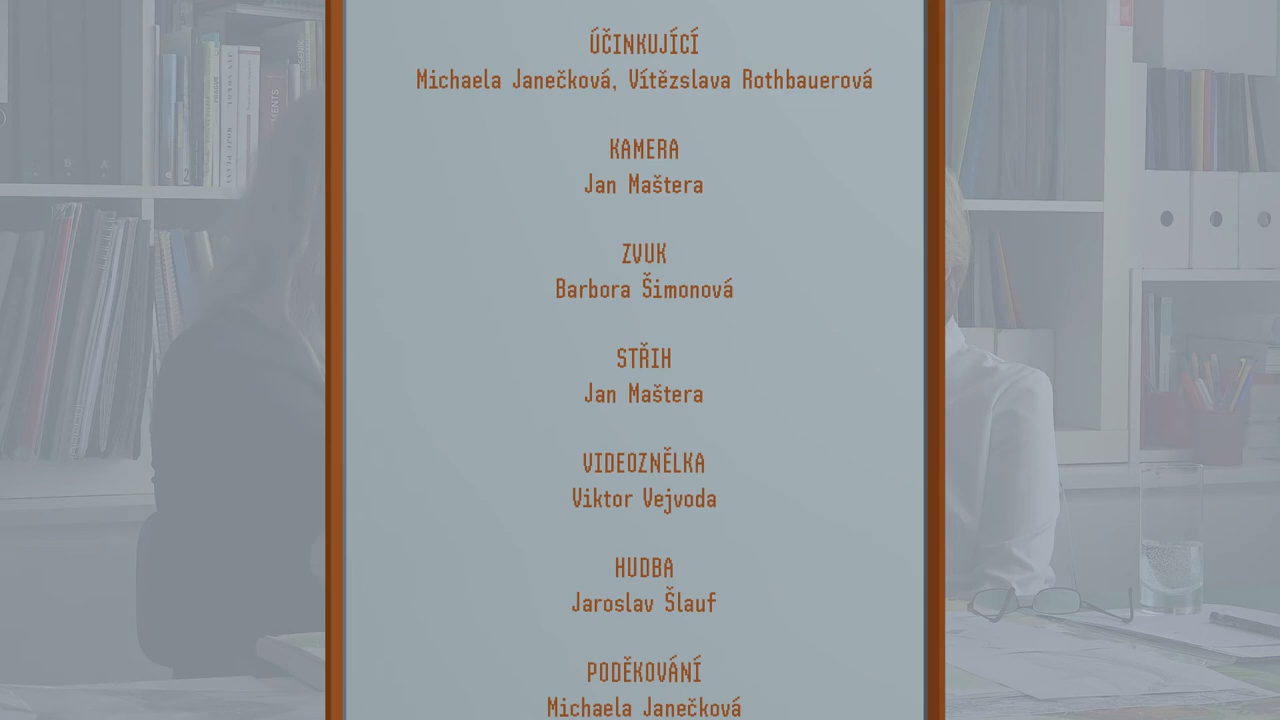 ÚČINKUJÍCÍ
Michaela Janečková, Vítězslava Rothbauerová
KAMERA
Jan Maštera
ZVUK
Barbora Šimonová
STŘIH
Jan Maštera
VIDEOZNĚLKA
Viktor Vejvoda
HUDBA
Jaroslav Šlauf
PODĚKOVÁNÍ
Michaela Janečková